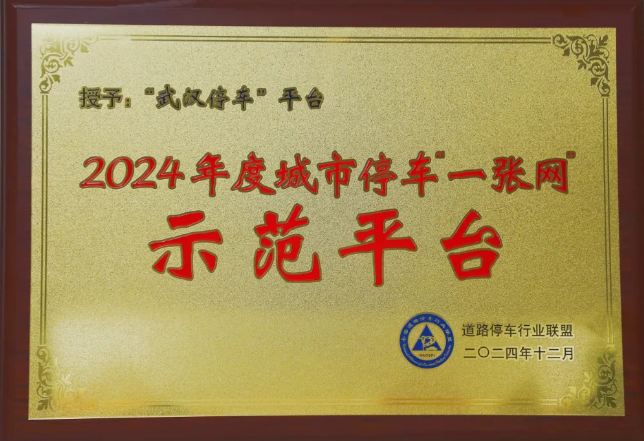 授予："武汉停车"平台
2024年度城市停车"一张网"
示范平台
道路停车行业联盟
二〇二四年十二月